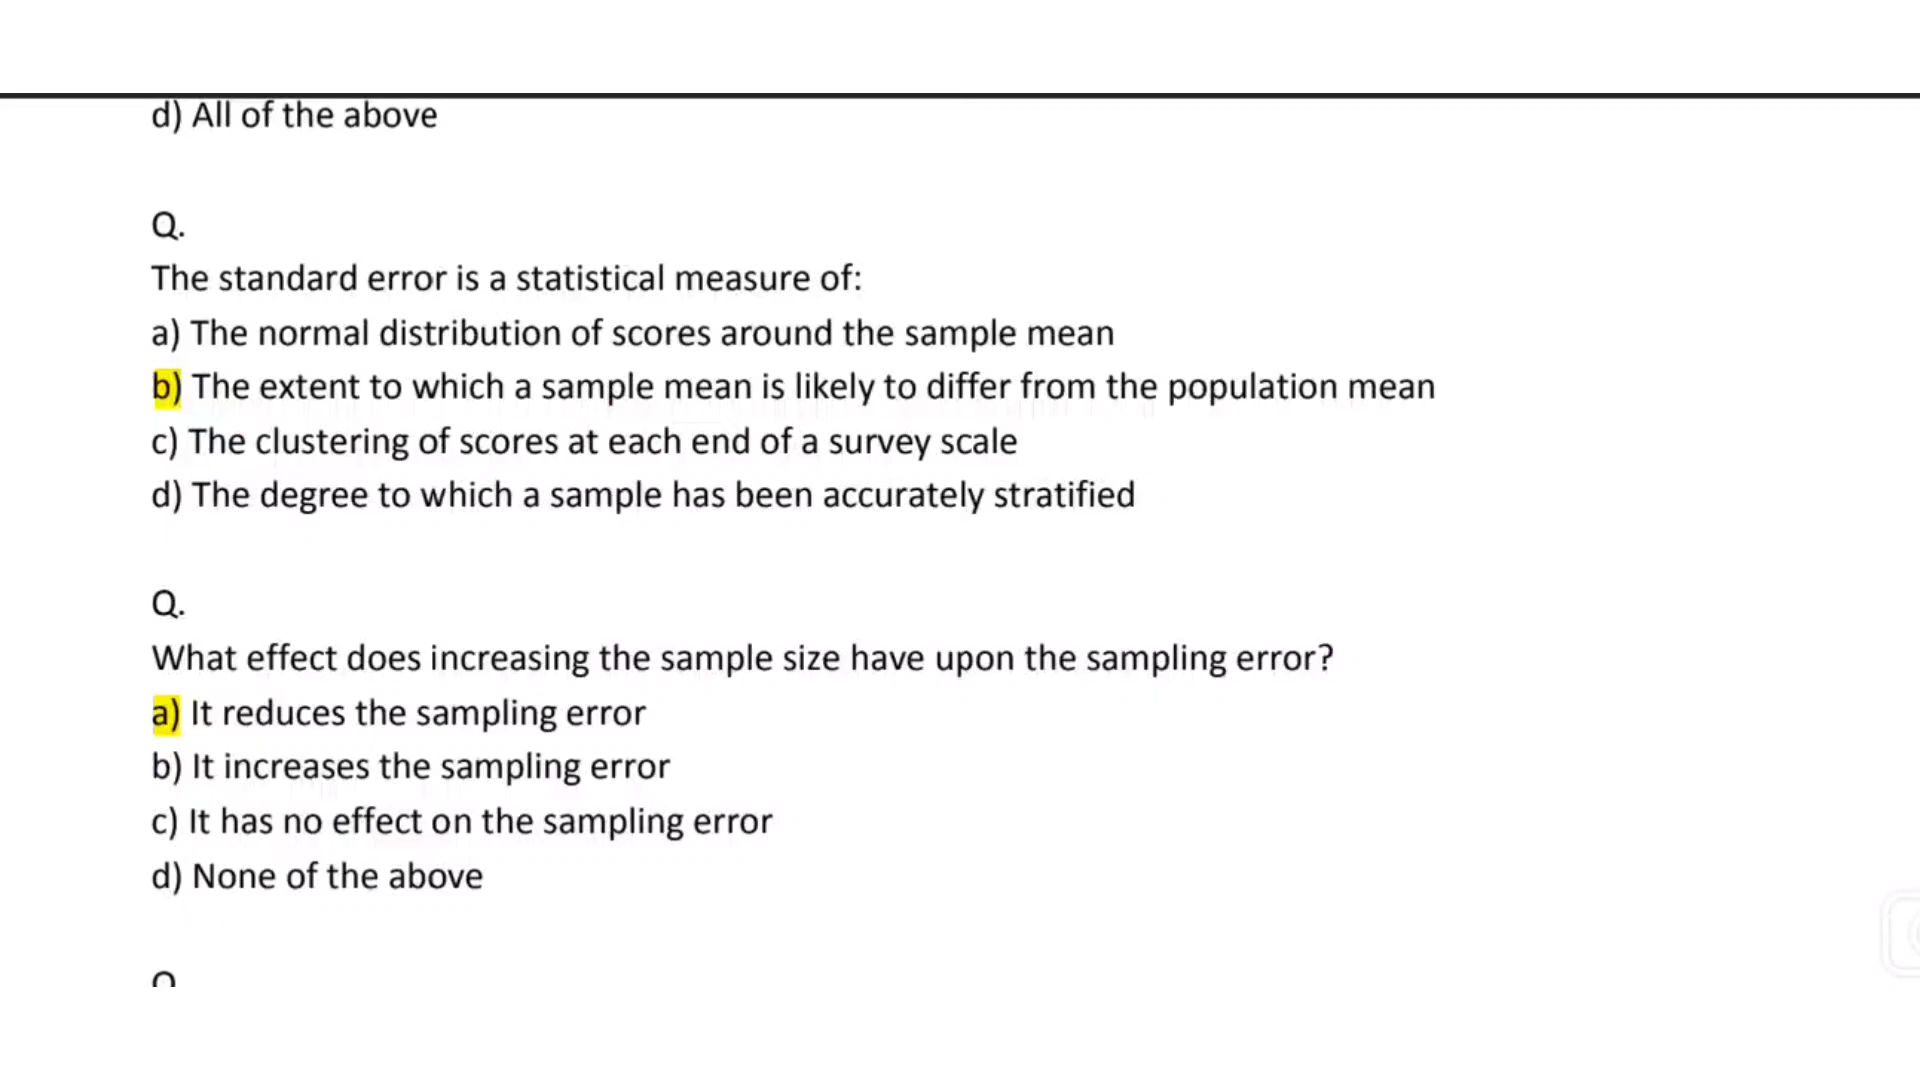 d) All of the above
Q.
The standard error is a statistical measure of:
a) The normal distribution of scores around the sample mean
b) The extent to which a sample mean is likely to differ from the population mean
c) The clustering of scores at each end of a survey scale
d) The degree to which a sample has been accurately stratified
Q.
What effect does increasing the sample size have upon the sampling error?
a) It reduces the sampling error
b) It increases the sampling error
c) It has no effect on the sampling error
d) None of the above